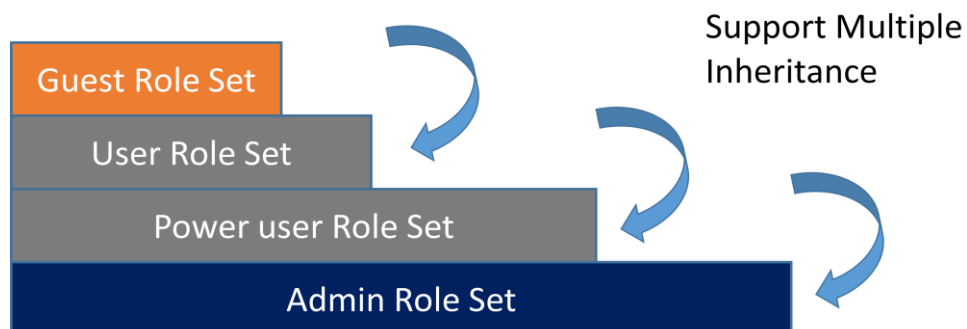 Support Multiple
Inheritance
Guest Role Set
User Role Set
Power user Role Set
Admin Role Set